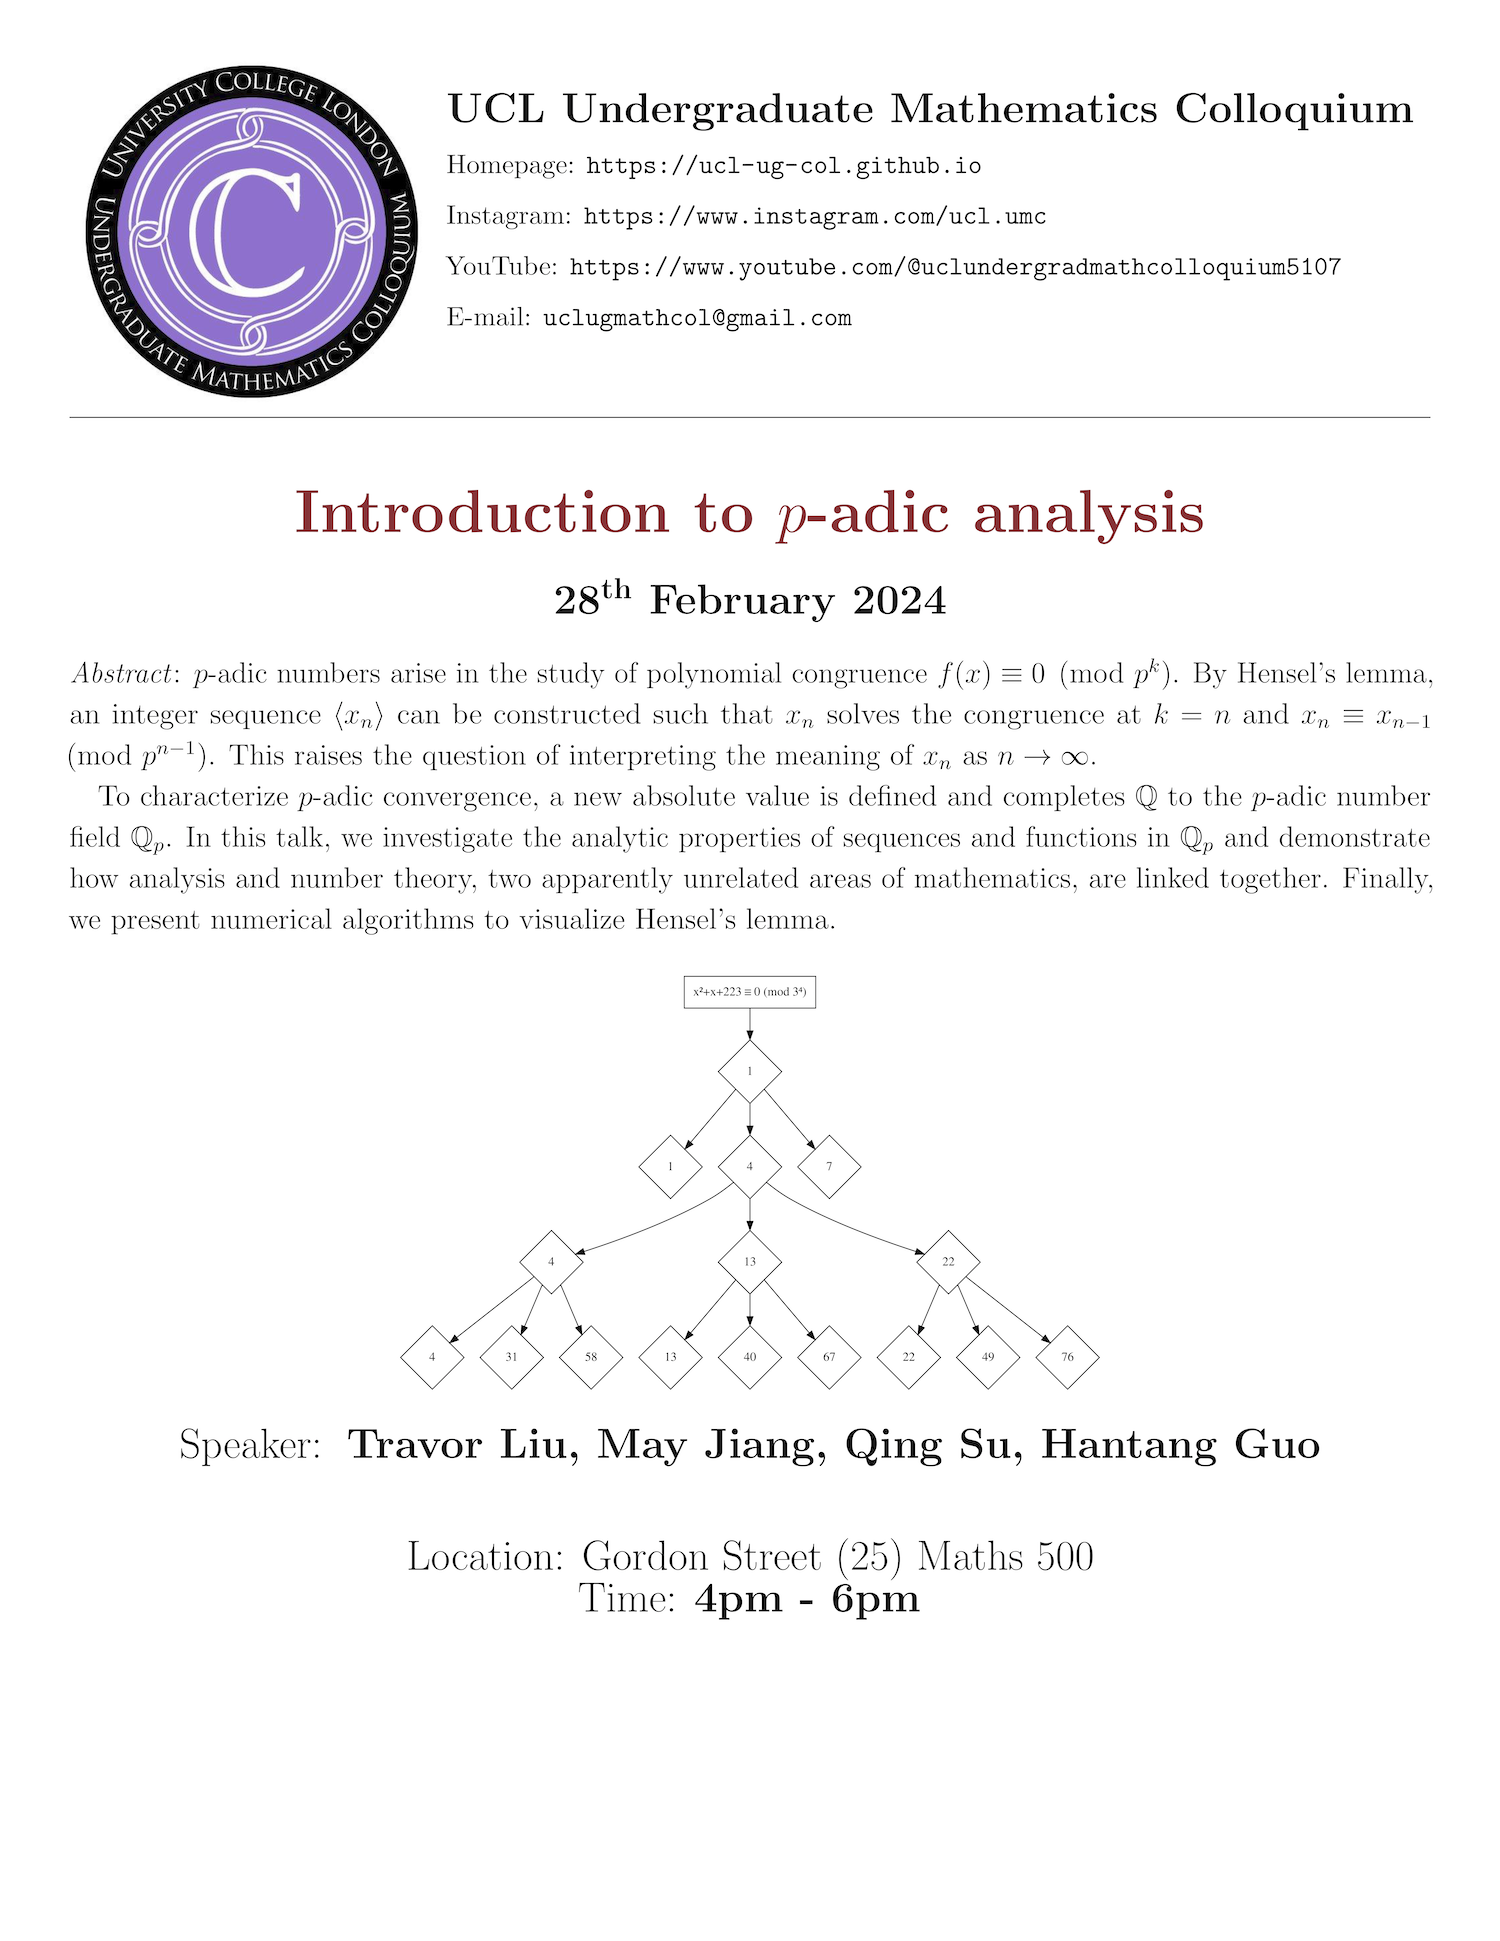 UNIVERSITY COLLEGE LONDON
UNDERGRADUATE MATHEMATICS COLLOQUIUM
ℂ
UCL Undergraduate Mathematics Colloquium
Homepage: https://ucl-ug-col.github.io
Instagram: https://www.instagram.com/ucl.umc
YouTube: https://www.youtube.com/@uclundergradmathcolloquium5107
E-mail: uclugmathcol@gmail.com
Introduction to p-adic analysis
28th February 2024
Abstract: p-adic numbers arise in the study of polynomial congruence f(x) ≡ 0 (mod p^k). By Hensel's lemma,
an integer sequence ⟨x_n⟩ can be constructed such that x_n solves the congruence at k = n and x_n ≡ x_{n−1}
(mod p^{n−1}). This raises the question of interpreting the meaning of x_n as n → ∞.
To characterize p-adic convergence, a new absolute value is defined and completes ℚ to the p-adic number
field ℚ_p. In this talk, we investigate the analytic properties of sequences and functions in ℚ_p and demonstrate
how analysis and number theory, two apparently unrelated areas of mathematics, are linked together. Finally,
we present numerical algorithms to visualize Hensel's lemma.
x²+x+223 ≡ 0 (mod 3⁴)
1
1 4 7
4 13 22
4 31 58 13 40 67 22 49 76
Speaker: Travor Liu, May Jiang, Qing Su, Hantang Guo
Location: Gordon Street (25) Maths 500
Time: 4pm - 6pm